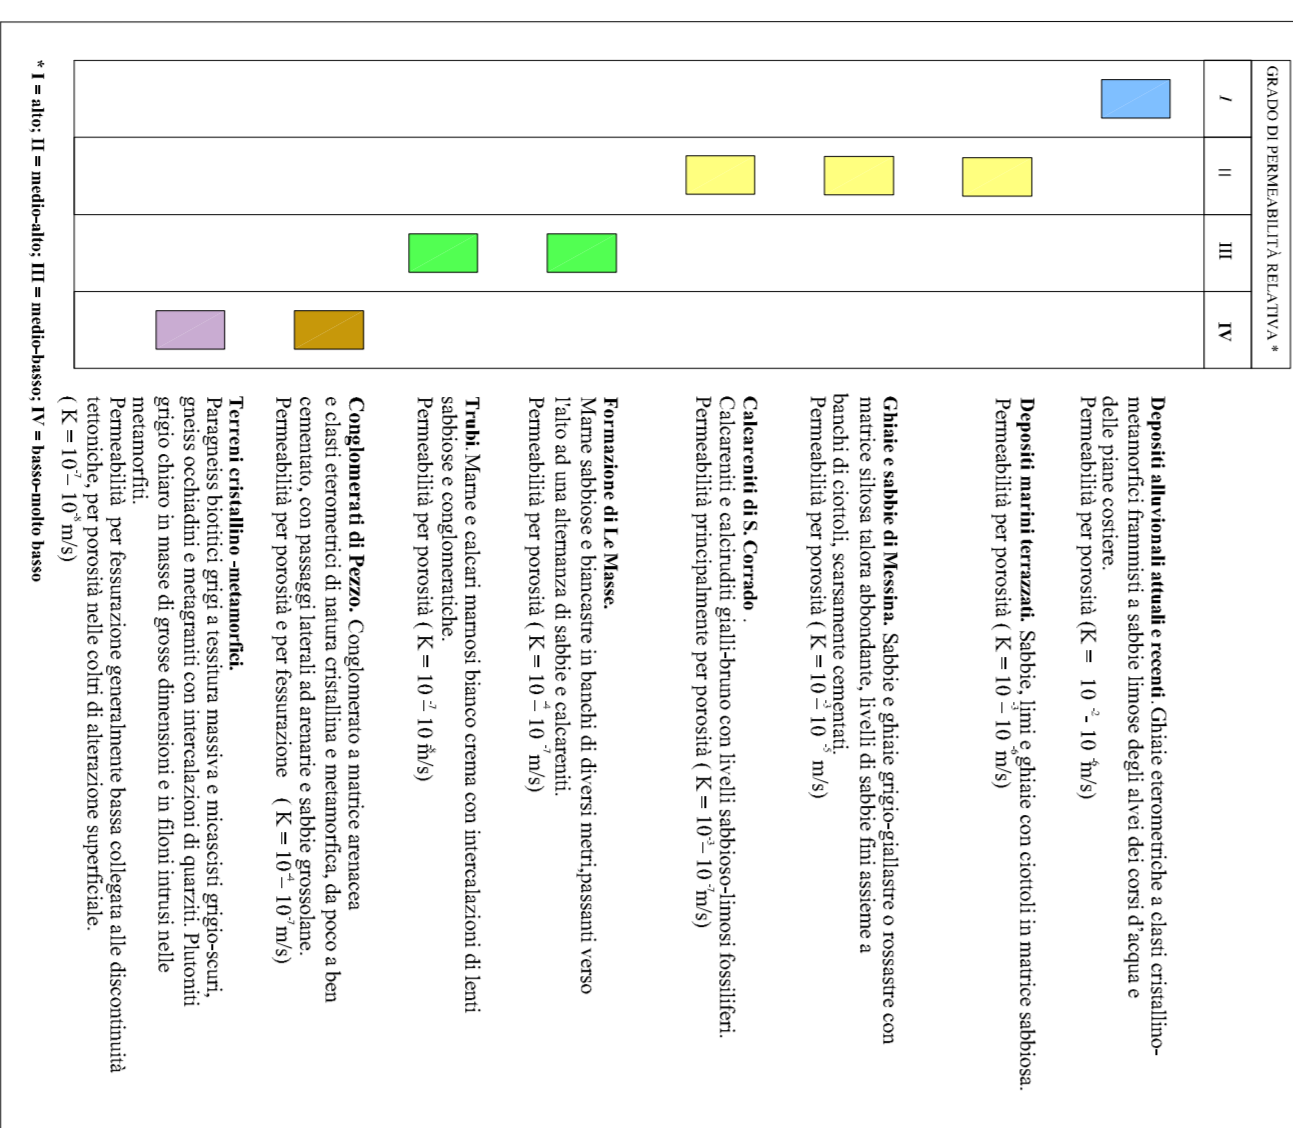 GRADO DI PERMEABILITÀ RELATIVA *
I II III IV
Depositi alluvionali attuali e recenti. Ghiaie eterometriche a clasti cristallino-
metamorfici frammisti a sabbie limose degli alvei dei corsi d'acqua e
delle piane costiere.
Permeabilità per porosità (K = 10 -2 - 10 m/s)
Depositi marini terrazzati. Sabbie, limi e ghiaie con ciottoli in matrice sabbiosa.
Permeabilità per porosità ( K = 10 -3 – 10 -6 m/s)
Ghiaie e sabbie di Messina. Sabbie e ghiaie grigio-giallastre o rossastre con
matrice siltosa talora abbondante, livelli di sabbie fini assieme a
banchi di ciottoli, scarsamente cementati.
Permeabilità per porosità ( K = 10 -3 10 -5 m/s)
Calcareniti di S. Corrado .
Calcareniti e calciruditi gialli-bruno con livelli sabbioso-limosi fossiliferi.
Permeabilità principalmente per porosità ( K = 10 -3 – 10 -7 m/s)
Formazione di Le Masse.
Marne sabbiose e biancastre in banchi di diversi metri,passanti verso
l'alto ad una alternanza di sabbie e calcareniti.
Permeabilità per porosità ( K = 10 -4 – 10 -7 m/s)
Trubi. Marne e calcari marnosi bianco crema con intercalazioni di lenti
sabbiose e conglomeratiche.
Permeabilità per porosità ( K = 10 -7 10 m/s)
Conglomerati di Pezzo. Conglomerato a matrice arenacea
e clasti eterometrici di natura cristallina e metamorfica, da poco a ben
cementato, con passaggi laterali ad arenarie e sabbie grossolane.
Permeabilità per porosità e per fessurazione ( K = 10 -4 – 10 -7 m/s)
Terreni cristallino -metamorfici.
Paragneiss biotitici grigi a tessitura massiva e micascisti grigio-scuri,
gneiss occhiadini e metagraniti con intercalazioni di quarziti. Plutoniti
grigio chiaro in masse di grosse dimensioni e in filoni intrusi nelle
metamorfiti.
Permeabilità per fessurazione generalmente bassa collegata alle discontinuità
tettoniche, per porosità nelle coltri di alterazione superficiale.
( K = 10 -7 – 10 -8 m/s)
* I = alto; II = medio-alto; III = medio-basso; IV = basso-molto basso